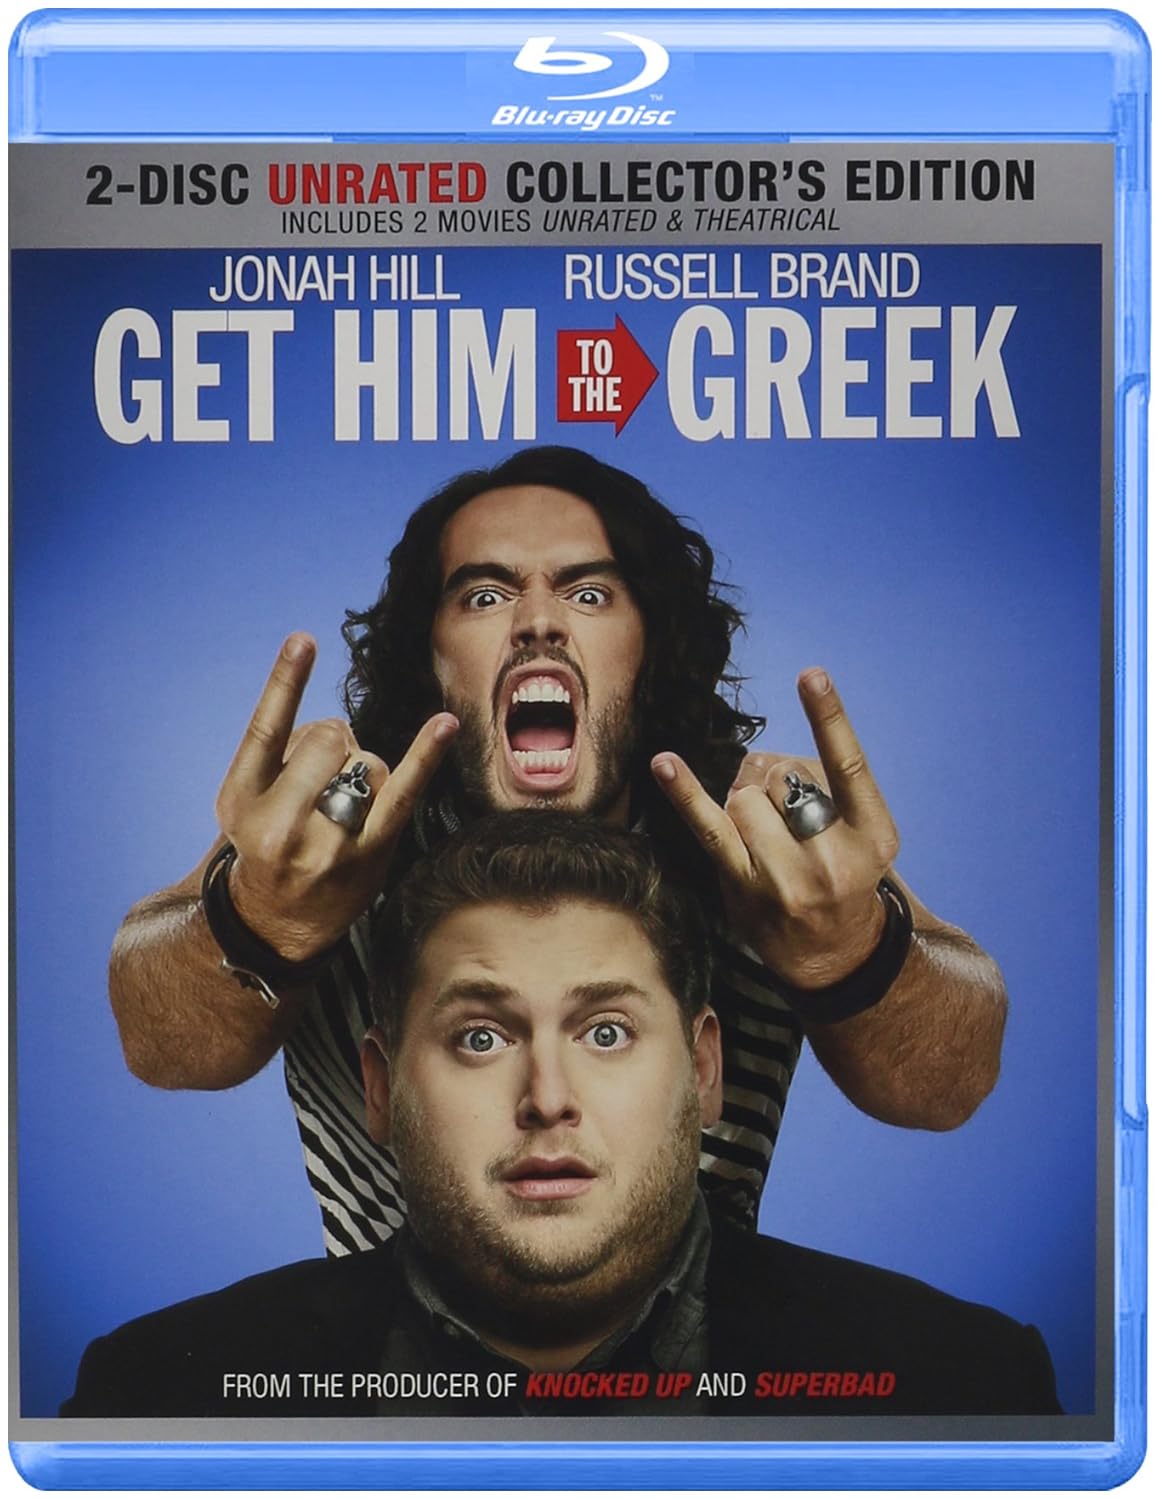 Blu-ray Disc™
2-DISC UNRATED COLLECTOR'S EDITION
INCLUDES 2 MOVIES UNRATED & THEATRICAL
JONAH HILL RUSSELL BRAND
GET HIM TO THE GREEK
FROM THE PRODUCER OF KNOCKED UP AND SUPERBAD